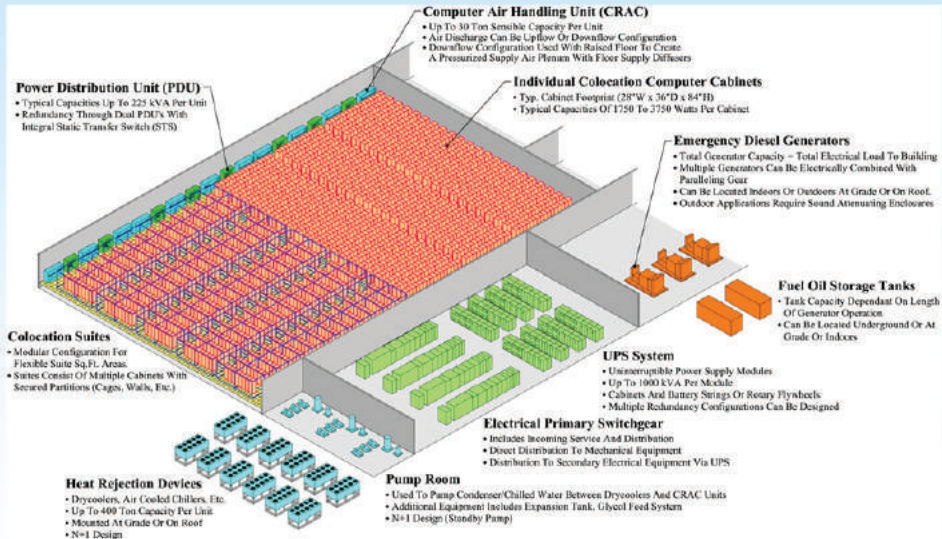 Computer Air Handling Unit (CRAC)
• Up To 30 Ton Sensible Capacity Per Unit
• Air Discharge Can Be Upflow Or Downflow Configuration
• Downflow Configuration Used With Raised Floor To Create
A Pressurized Supply Air Plenum With Floor Supply Diffusers
Power Distribution Unit (PDU)
• Typical Capacities Up To 225 kVA Per Unit
• Redundancy Through Dual PDU's With
Integral Static Transfer Switch (STS)
Individual Colocation Computer Cabinets
• Typ. Cabinet Footprint (28"W x 36"D x 84"H)
• Typical Capacities Of 1750 To 3750 Watts Per Cabinet
Emergency Diesel Generators
• Total Generator Capacity = Total Electrical Load To Building
• Multiple Generators Can Be Electrically Combined With
Paralleling Gear
• Can Be Located Indoors Or Outdoors At Grade Or On Roof.
• Outdoor Applications Require Sound Attenuating Enclosures
Fuel Oil Storage Tanks
• Tank Capacity Dependant On Length
Of Generator Operation
• Can Be Located Underground Or At
Grade Or Indoors
Colocation Suites
• Modular Configuration For
Flexible Suite Sq.Ft. Areas.
• Suites Consist Of Multiple Cabinets With
Secured Partitions (Cages, Walls, Etc.)
UPS System
• Uninterruptible Power Supply Modules
• Up To 1000 kVA Per Module
• Cabinets And Battery Strings Or Rotary Flywheels
• Multiple Redundancy Configurations Can Be Designed
Electrical Primary Switchgear
• Includes Incoming Service And Distribution
• Direct Distribution To Mechanical Equipment
• Distribution To Secondary Electrical Equipment Via UPS
Pump Room
• Used To Pump Condenser/Chilled Water Between Drycoolers And CRAC Units
• Additional Equipment Includes Expansion Tank, Glycol Feed System
• N+1 Design (Standby Pump)
Heat Rejection Devices
• Drycoolers, Air Cooled Chillers, Etc.
• Up To 400 Ton Capacity Per Unit
• Mounted At Grade Or On Roof
• N+1 Design